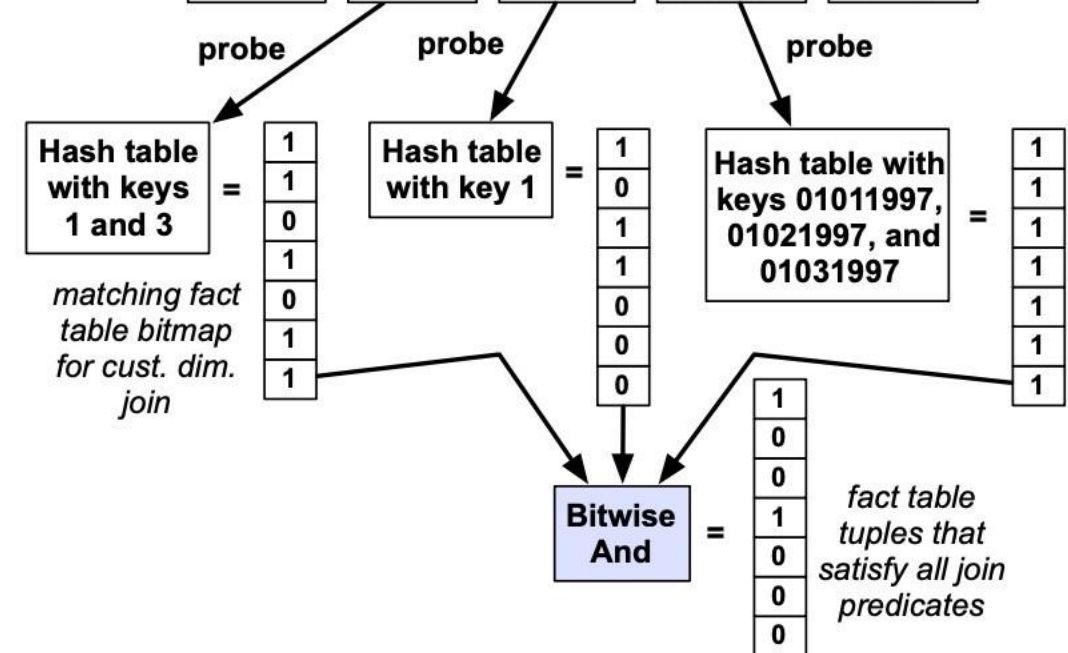 probe
probe
probe
Hash table
with keys
1 and 3
=
1
1
0
1
0
1
1
matching fact
table bitmap
for cust. dim.
join
Hash table
with key 1
=
1
0
1
1
0
0
0
Hash table with
keys 01011997,
01021997, and
01031997
=
1
1
1
1
1
1
1
Bitwise
And
=
1
0
0
1
0
0
0
fact table
tuples that
satisfy all join
predicates